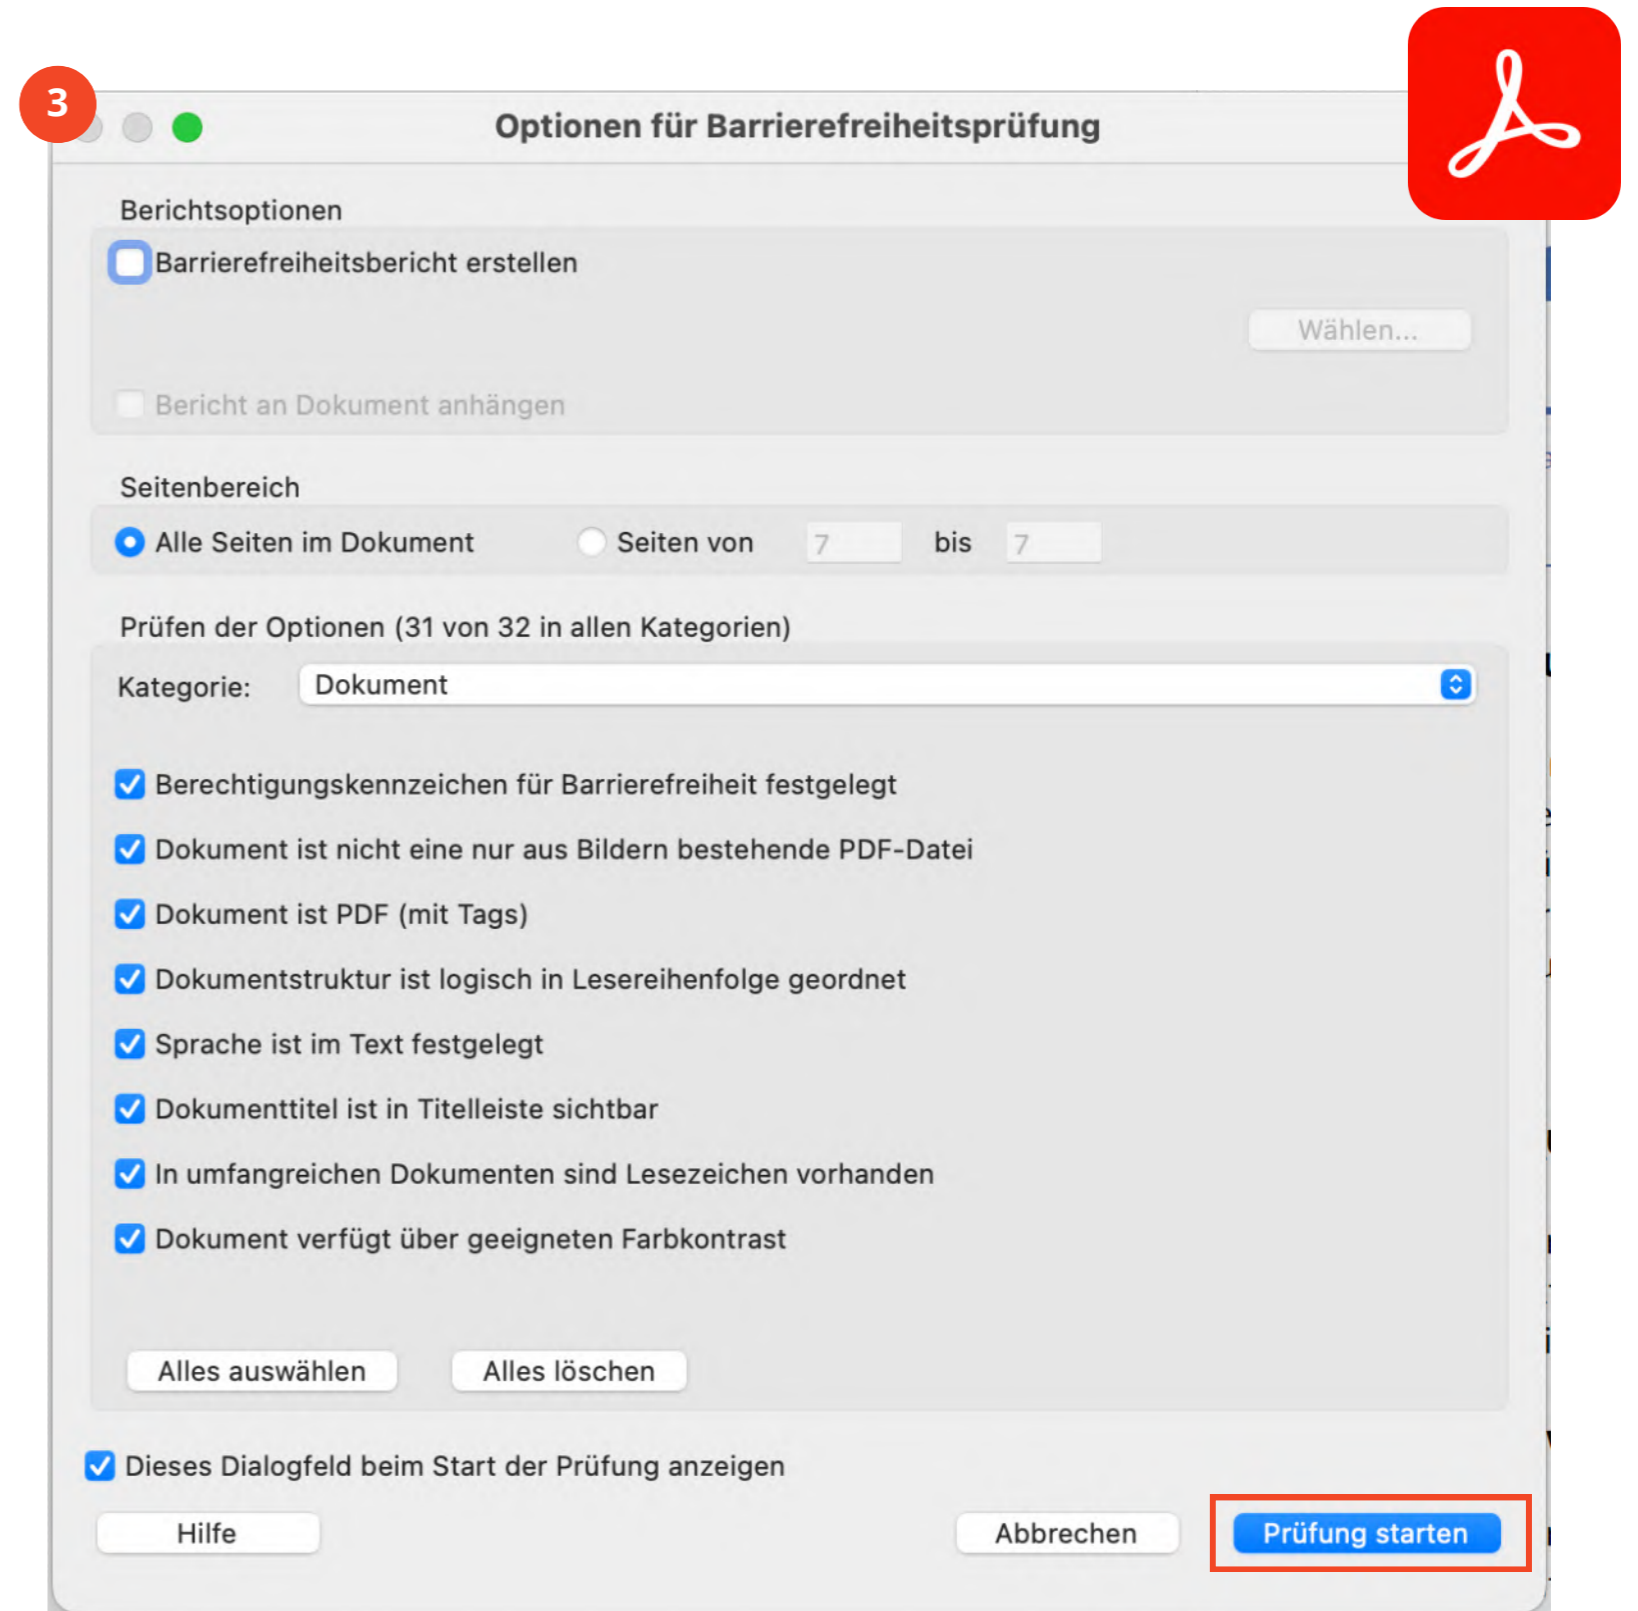 3
Optionen für Barrierefreiheitsprüfung
Berichtsoptionen
Barrierefreiheitsbericht erstellen
Wählen...
Bericht an Dokument anhängen
Seitenbereich
Alle Seiten im Dokument Seiten von 7 bis 7
Prüfen der Optionen (31 von 32 in allen Kategorien)
Kategorie: Dokument
Berechtigungskennzeichen für Barrierefreiheit festgelegt
Dokument ist nicht eine nur aus Bildern bestehende PDF-Datei
Dokument ist PDF (mit Tags)
Dokumentstruktur ist logisch in Lesereihenfolge geordnet
Sprache ist im Text festgelegt
Dokumenttitel ist in Titelleiste sichtbar
In umfangreichen Dokumenten sind Lesezeichen vorhanden
Dokument verfügt über geeigneten Farbkontrast
Alles auswählen Alles löschen
Dieses Dialogfeld beim Start der Prüfung anzeigen
Hilfe Abbrechen Prüfung starten